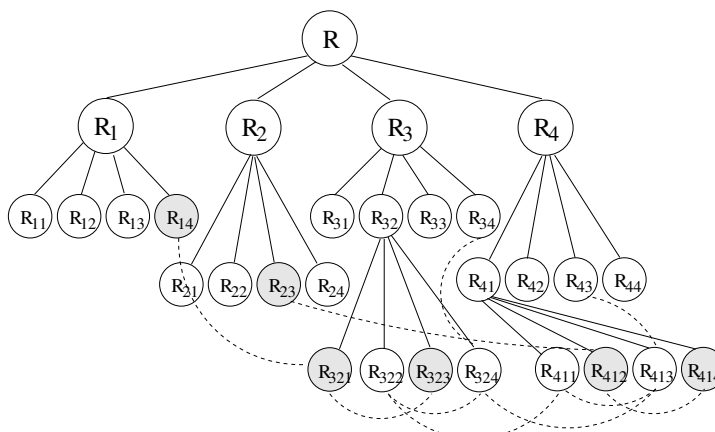 R
R₁ R₂ R₃ R₄
R₁₁ R₁₂ R₁₃ R₁₄ R₃₁ R₃₂ R₃₃ R₃₄
R₂₁ R₂₂ R₂₃ R₂₄ R₄₁ R₄₂ R₄₃ R₄₄
R₃₂₁ R₃₂₂ R₃₂₃ R₃₂₄ R₄₁₁ R₄₁₂ R₄₁₃ R₄₁₄